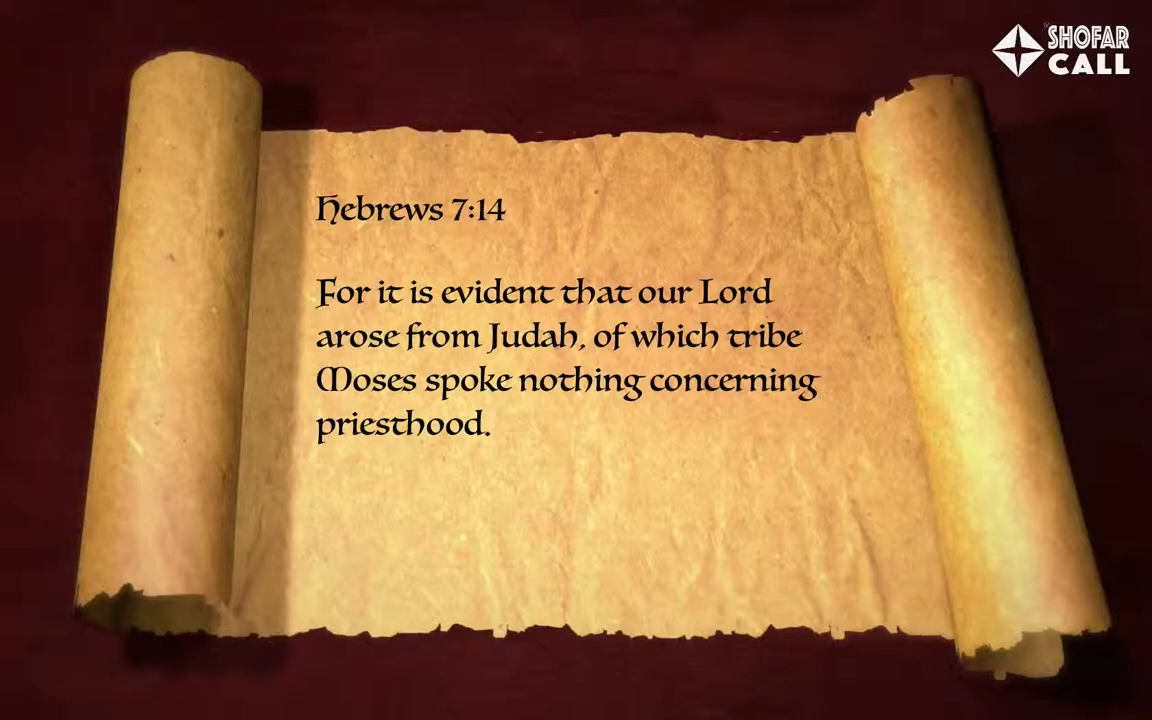 SHOFAR
CALL
Hebrews 7:14
For it is evident that our Lord
arose from Judah, of which tribe
Moses spoke nothing concerning
priesthood.